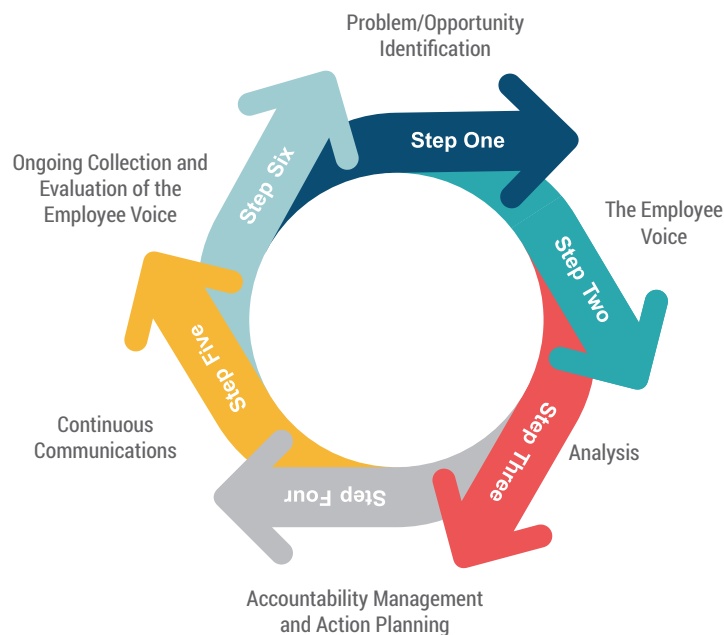 Problem/Opportunity
Identification
Step One
The Employee
Voice
Step Two
Analysis
Step Three
Accountability Management
and Action Planning
Step Four
Continuous
Communications
Step Five
Ongoing Collection and
Evaluation of the
Employee Voice
Step Six